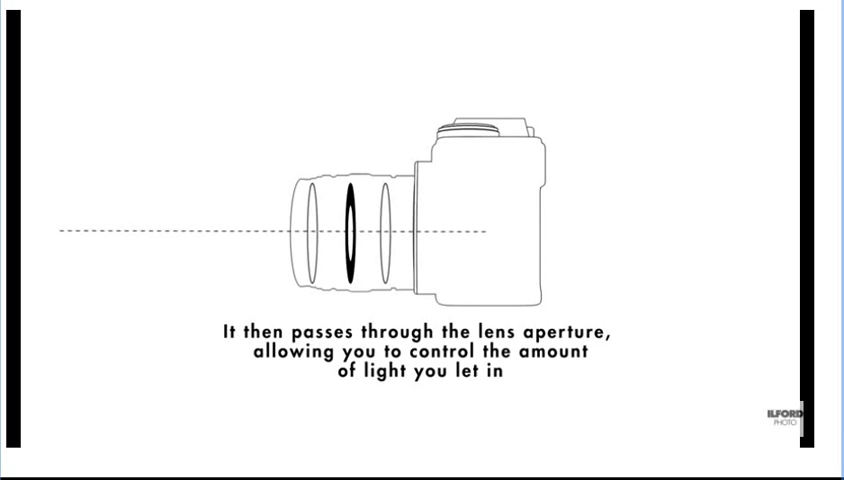 It then passes through the lens aperture,
allowing you to control the amount
of light you let in
ILFORD
PHOTO